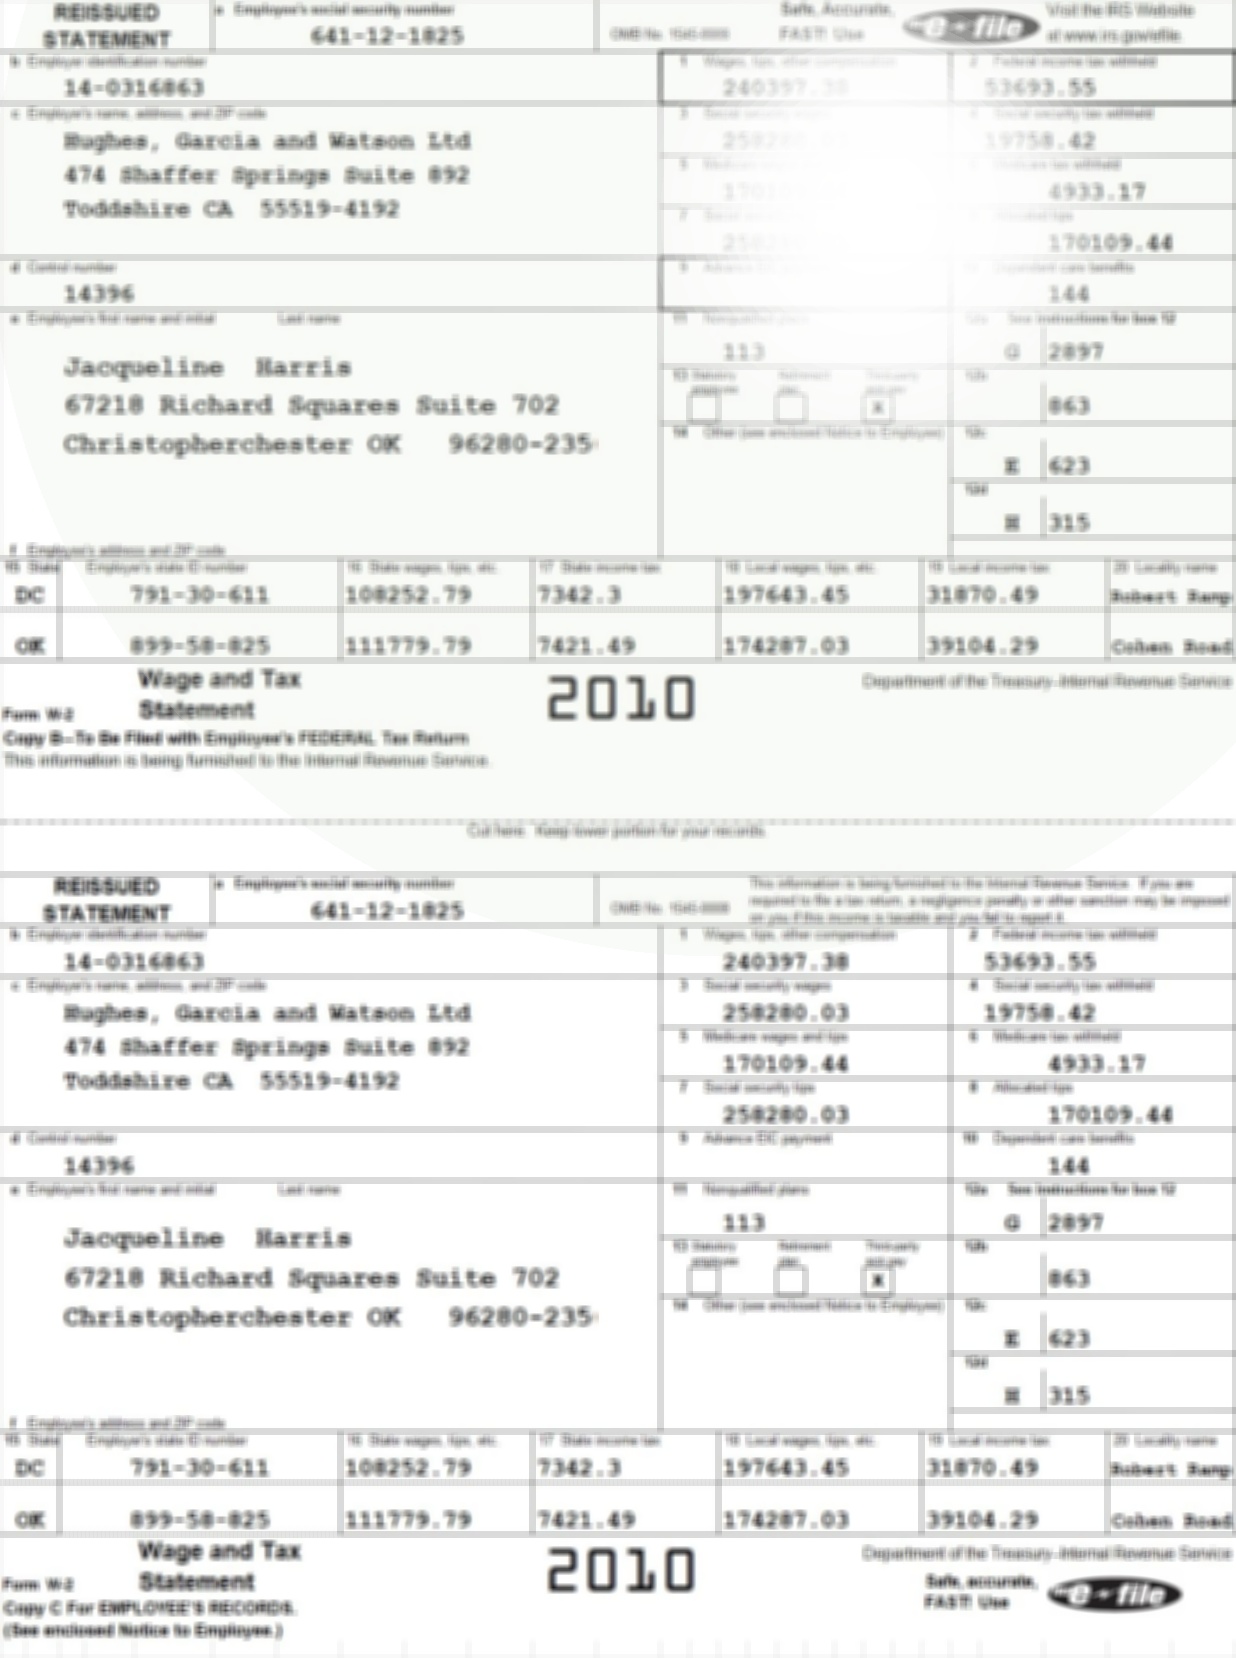 REISSUED STATEMENT
a Employee's social security number
641-12-1825
OMB No. 1545-0008
Safe, Accurate, FAST! Use
e-file
Visit the IRS Website at www.irs.gov/efile.
b Employer identification number
14-0316863
1 Wages, tips, other compensation
240397.38
2 Federal income tax withheld
53693.55
c Employer's name, address, and ZIP code
Hughes, Garcia and Watson Ltd
474 Shaffer Springs Suite 892
Toddshire CA 55519-4192
3 Social security
258280
4 Social security tax withheld
19758.42
5 Medicare
6 Medicare tax withheld
4933.17
7 Social
8 Allocated tips
170109.44
d Control number
14396
9 Advance
10 Dependent care benefits
144
e Employee's first name and initial Last name
Jacqueline Harris
67218 Richard Squares Suite 702
Christopherchester OK 96280-235
11 Nonqualified plans
113
12a See instructions for box 12
G 2897
13 Statutory employee Retirement plan Third-party sick pay
X
12b
863
14 Other (see enclosed Notice to Employee)
12c
E 623
12d
H 315
f Employee's address and ZIP code
15 State Employer's state ID number 16 State wages, tips, etc. 17 State income tax 18 Local wages, tips, etc. 19 Local income tax 20 Locality name
DC 791-30-611 108252.79 7342.3 197643.45 31870.49 Robert Ramp
OK 899-58-825 111779.79 7421.49 174287.03 39104.29 Cohen Road
Form W-2 Wage and Tax Statement 2010 Department of the Treasury-Internal Revenue Service
Copy B--To Be Filed with Employee's FEDERAL Tax Return
This information is being furnished to the Internal Revenue Service.
Cut here. Keep lower portion for your records.
REISSUED STATEMENT
a Employee's social security number
641-12-1825
OMB No. 1545-0008
This information is being furnished to the Internal Revenue Service. If you are
required to file a tax return, a negligence penalty or other sanction may be imposed
on you if this income is taxable and you fail to report it.
b Employer identification number
14-0316863
1 Wages, tips, other compensation
240397.38
2 Federal income tax withheld
53693.55
c Employer's name, address, and ZIP code
Hughes, Garcia and Watson Ltd
474 Shaffer Springs Suite 892
Toddshire CA 55519-4192
3 Social security wages
258280.03
4 Social security tax withheld
19758.42
5 Medicare wages and tips
170109.44
6 Medicare tax withheld
4933.17
7 Social security tips
258280.03
8 Allocated tips
170109.44
d Control number
14396
9 Advance EIC payment
10 Dependent care benefits
144
e Employee's first name and initial Last name
Jacqueline Harris
67218 Richard Squares Suite 702
Christopherchester OK 96280-235
11 Nonqualified plans
113
12a See instructions for box 12
G 2897
13 Statutory employee Retirement plan Third-party sick pay
X
12b
863
14 Other (see enclosed Notice to Employee)
12c
E 623
12d
H 315
f Employee's address and ZIP code
15 State Employer's state ID number 16 State wages, tips, etc. 17 State income tax 18 Local wages, tips, etc. 19 Local income tax 20 Locality name
DC 791-30-611 108252.79 7342.3 197643.45 31870.49 Robert Ramp
OK 899-58-825 111779.79 7421.49 174287.03 39104.29 Cohen Road
Form W-2 Wage and Tax Statement 2010 Department of the Treasury-Internal Revenue Service
Copy C For EMPLOYEE'S RECORDS.
(See enclosed Notice to Employee.)
Safe, accurate, FAST! Use
e-file